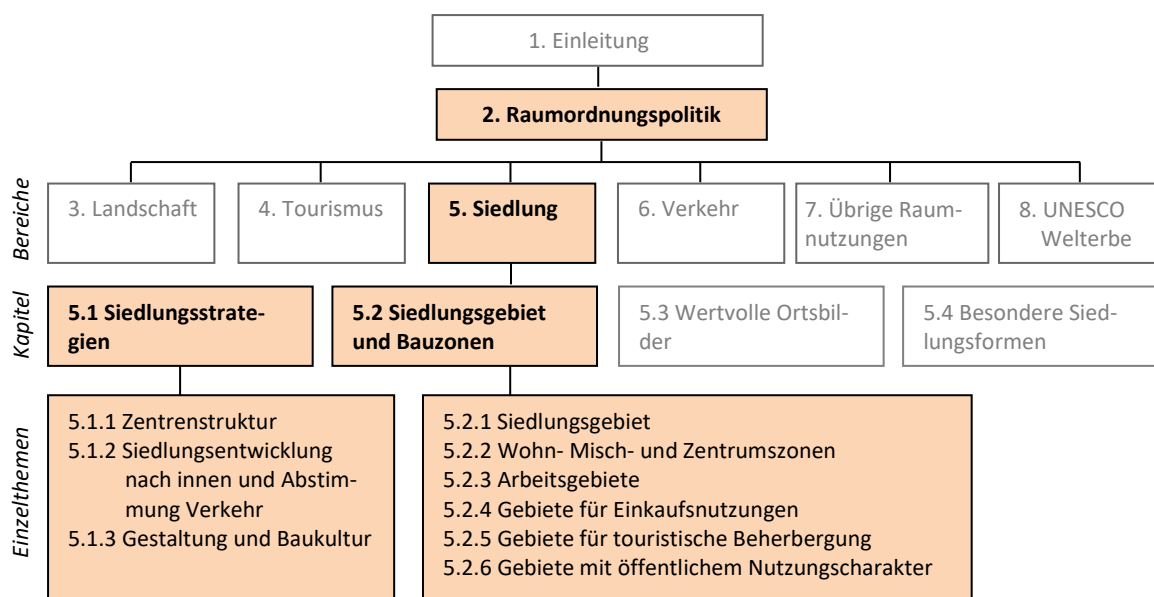 1. Einleitung
2. Raumordnungspolitik
Bereiche
3. Landschaft
4. Tourismus
5. Siedlung
6. Verkehr
7. Übrige Raum-
nutzungen
8. UNESCO
Welterbe
Kapitel
5.1 Siedlungsstrate-
gien
5.2 Siedlungsgebiet
und Bauzonen
5.3 Wertvolle Ortsbil-
der
5.4 Besondere Sied-
lungsformen
Einzelthemen
5.1.1 Zentrenstruktur
5.1.2 Siedlungsentwicklung
nach innen und Abstim-
mung Verkehr
5.1.3 Gestaltung und Baukultur
5.2.1 Siedlungsgebiet
5.2.2 Wohn- Misch- und Zentrumszonen
5.2.3 Arbeitsgebiete
5.2.4 Gebiete für Einkaufsnutzungen
5.2.5 Gebiete für touristische Beherbergung
5.2.6 Gebiete mit öffentlichem Nutzungscharakter